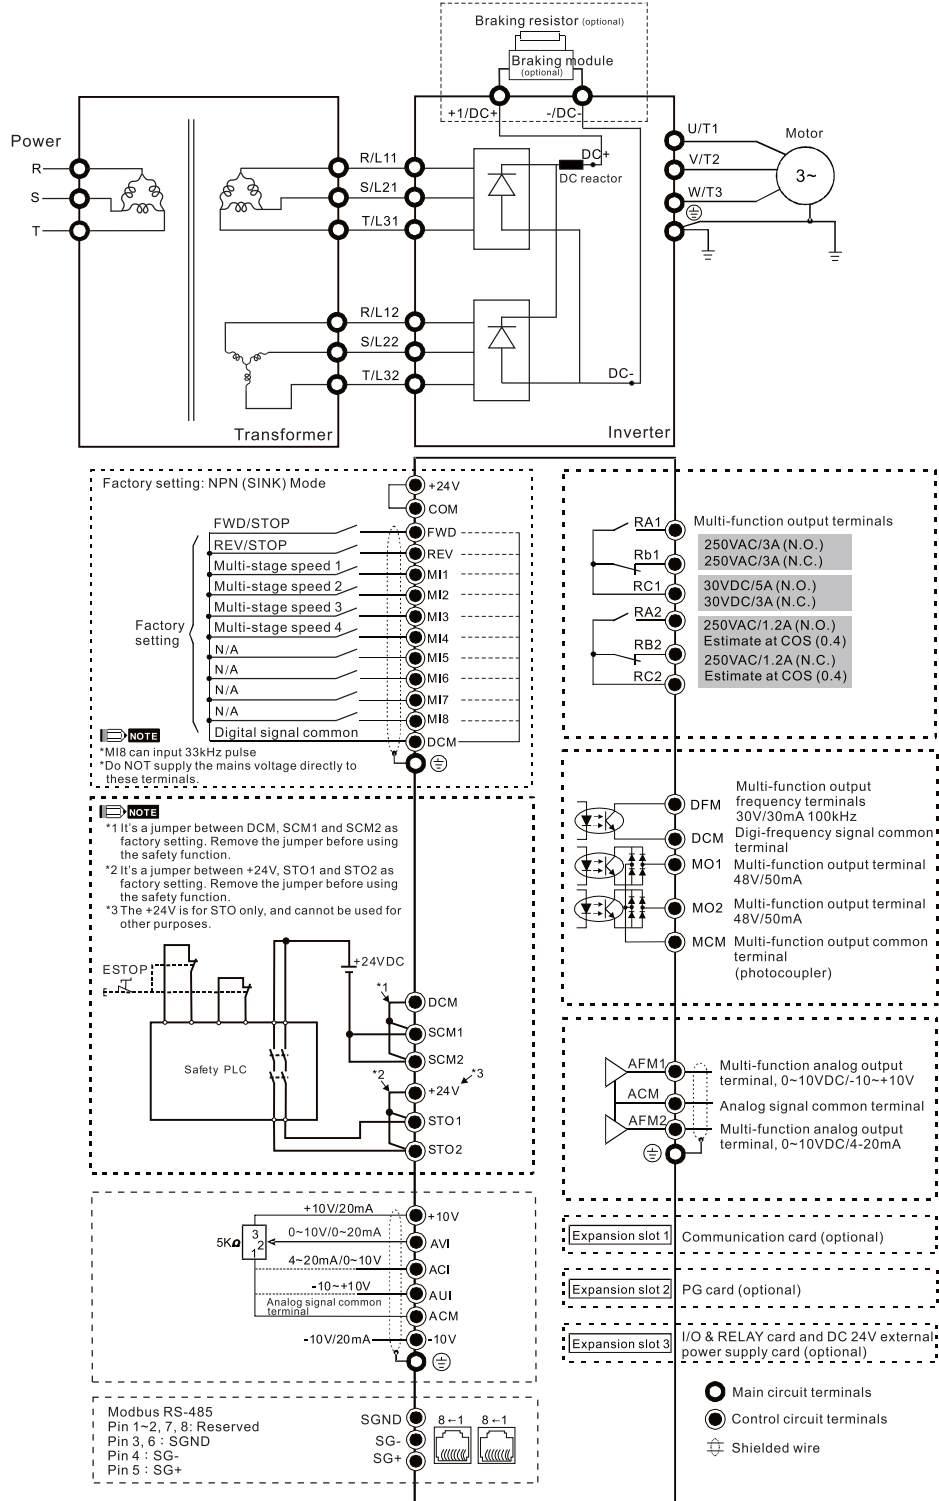 Braking resistor (optional)
Braking module
(optional)
+1/DC+
-/DC-
Power
R
S
T
R/L11
S/L21
T/L31
R/L12
S/L22
T/L32
DC+
DC reactor
DC-
U/T1
V/T2
W/T3
Motor
3~
Transformer
Inverter
Factory setting: NPN (SINK) Mode
FWD/STOP
REV/STOP
Multi-stage speed 1
Multi-stage speed 2
Multi-stage speed 3
Multi-stage speed 4
N/A
N/A
N/A
N/A
Digital signal common
Factory
setting
+24V
COM
FWD
REV
MI1
MI2
MI3
MI4
MI5
MI6
MI7
MI8
DCM
NOTE
*MI8 can input 33kHz pulse
*Do NOT supply the mains voltage directly to
these terminals.
NOTE
*1 It's a jumper between DCM, SCM1 and SCM2 as
factory setting. Remove the jumper before using
the safety function.
*2 It's a jumper between +24V, STO1 and STO2 as
factory setting. Remove the jumper before using
the safety function.
*3 The +24V is for STO only, and cannot be used for
other purposes.
ESTOP
+24VDC
Safety PLC
*1
*2
*3
DCM
SCM1
SCM2
+24V
STO1
STO2
+10V/20mA
0~10V/0~20mA
4~20mA/0~10V
-10~+10V
Analog signal common
terminal
-10V/20mA
5KΩ
3
2
1
+10V
AVI
ACI
AUI
ACM
-10V
Modbus RS-485
Pin 1~2, 7, 8: Reserved
Pin 3, 6 : SGND
Pin 4 : SG-
Pin 5 : SG+
SGND
SG-
SG+
8←1
8←1
RA1
Rb1
RC1
RA2
RB2
RC2
Multi-function output terminals
250VAC/3A (N.O.)
250VAC/3A (N.C.)
30VDC/5A (N.O.)
30VDC/3A (N.C.)
250VAC/1.2A (N.O.)
Estimate at COS (0.4)
250VAC/1.2A (N.C.)
Estimate at COS (0.4)
DFM
DCM
MO1
MO2
MCM
Multi-function output
frequency terminals
30V/30mA 100kHz
Digi-frequency signal common
terminal
Multi-function output terminal
48V/50mA
Multi-function output terminal
48V/50mA
Multi-function output common
terminal
(photocoupler)
AFM1
ACM
AFM2
Multi-function analog output
terminal, 0~10VDC/-10~+10V
Analog signal common terminal
Multi-function analog output
terminal, 0~10VDC/4-20mA
Expansion slot 1
Communication card (optional)
Expansion slot 2
PG card (optional)
Expansion slot 3
I/O & RELAY card and DC 24V external
power supply card (optional)
Main circuit terminals
Control circuit terminals
Shielded wire